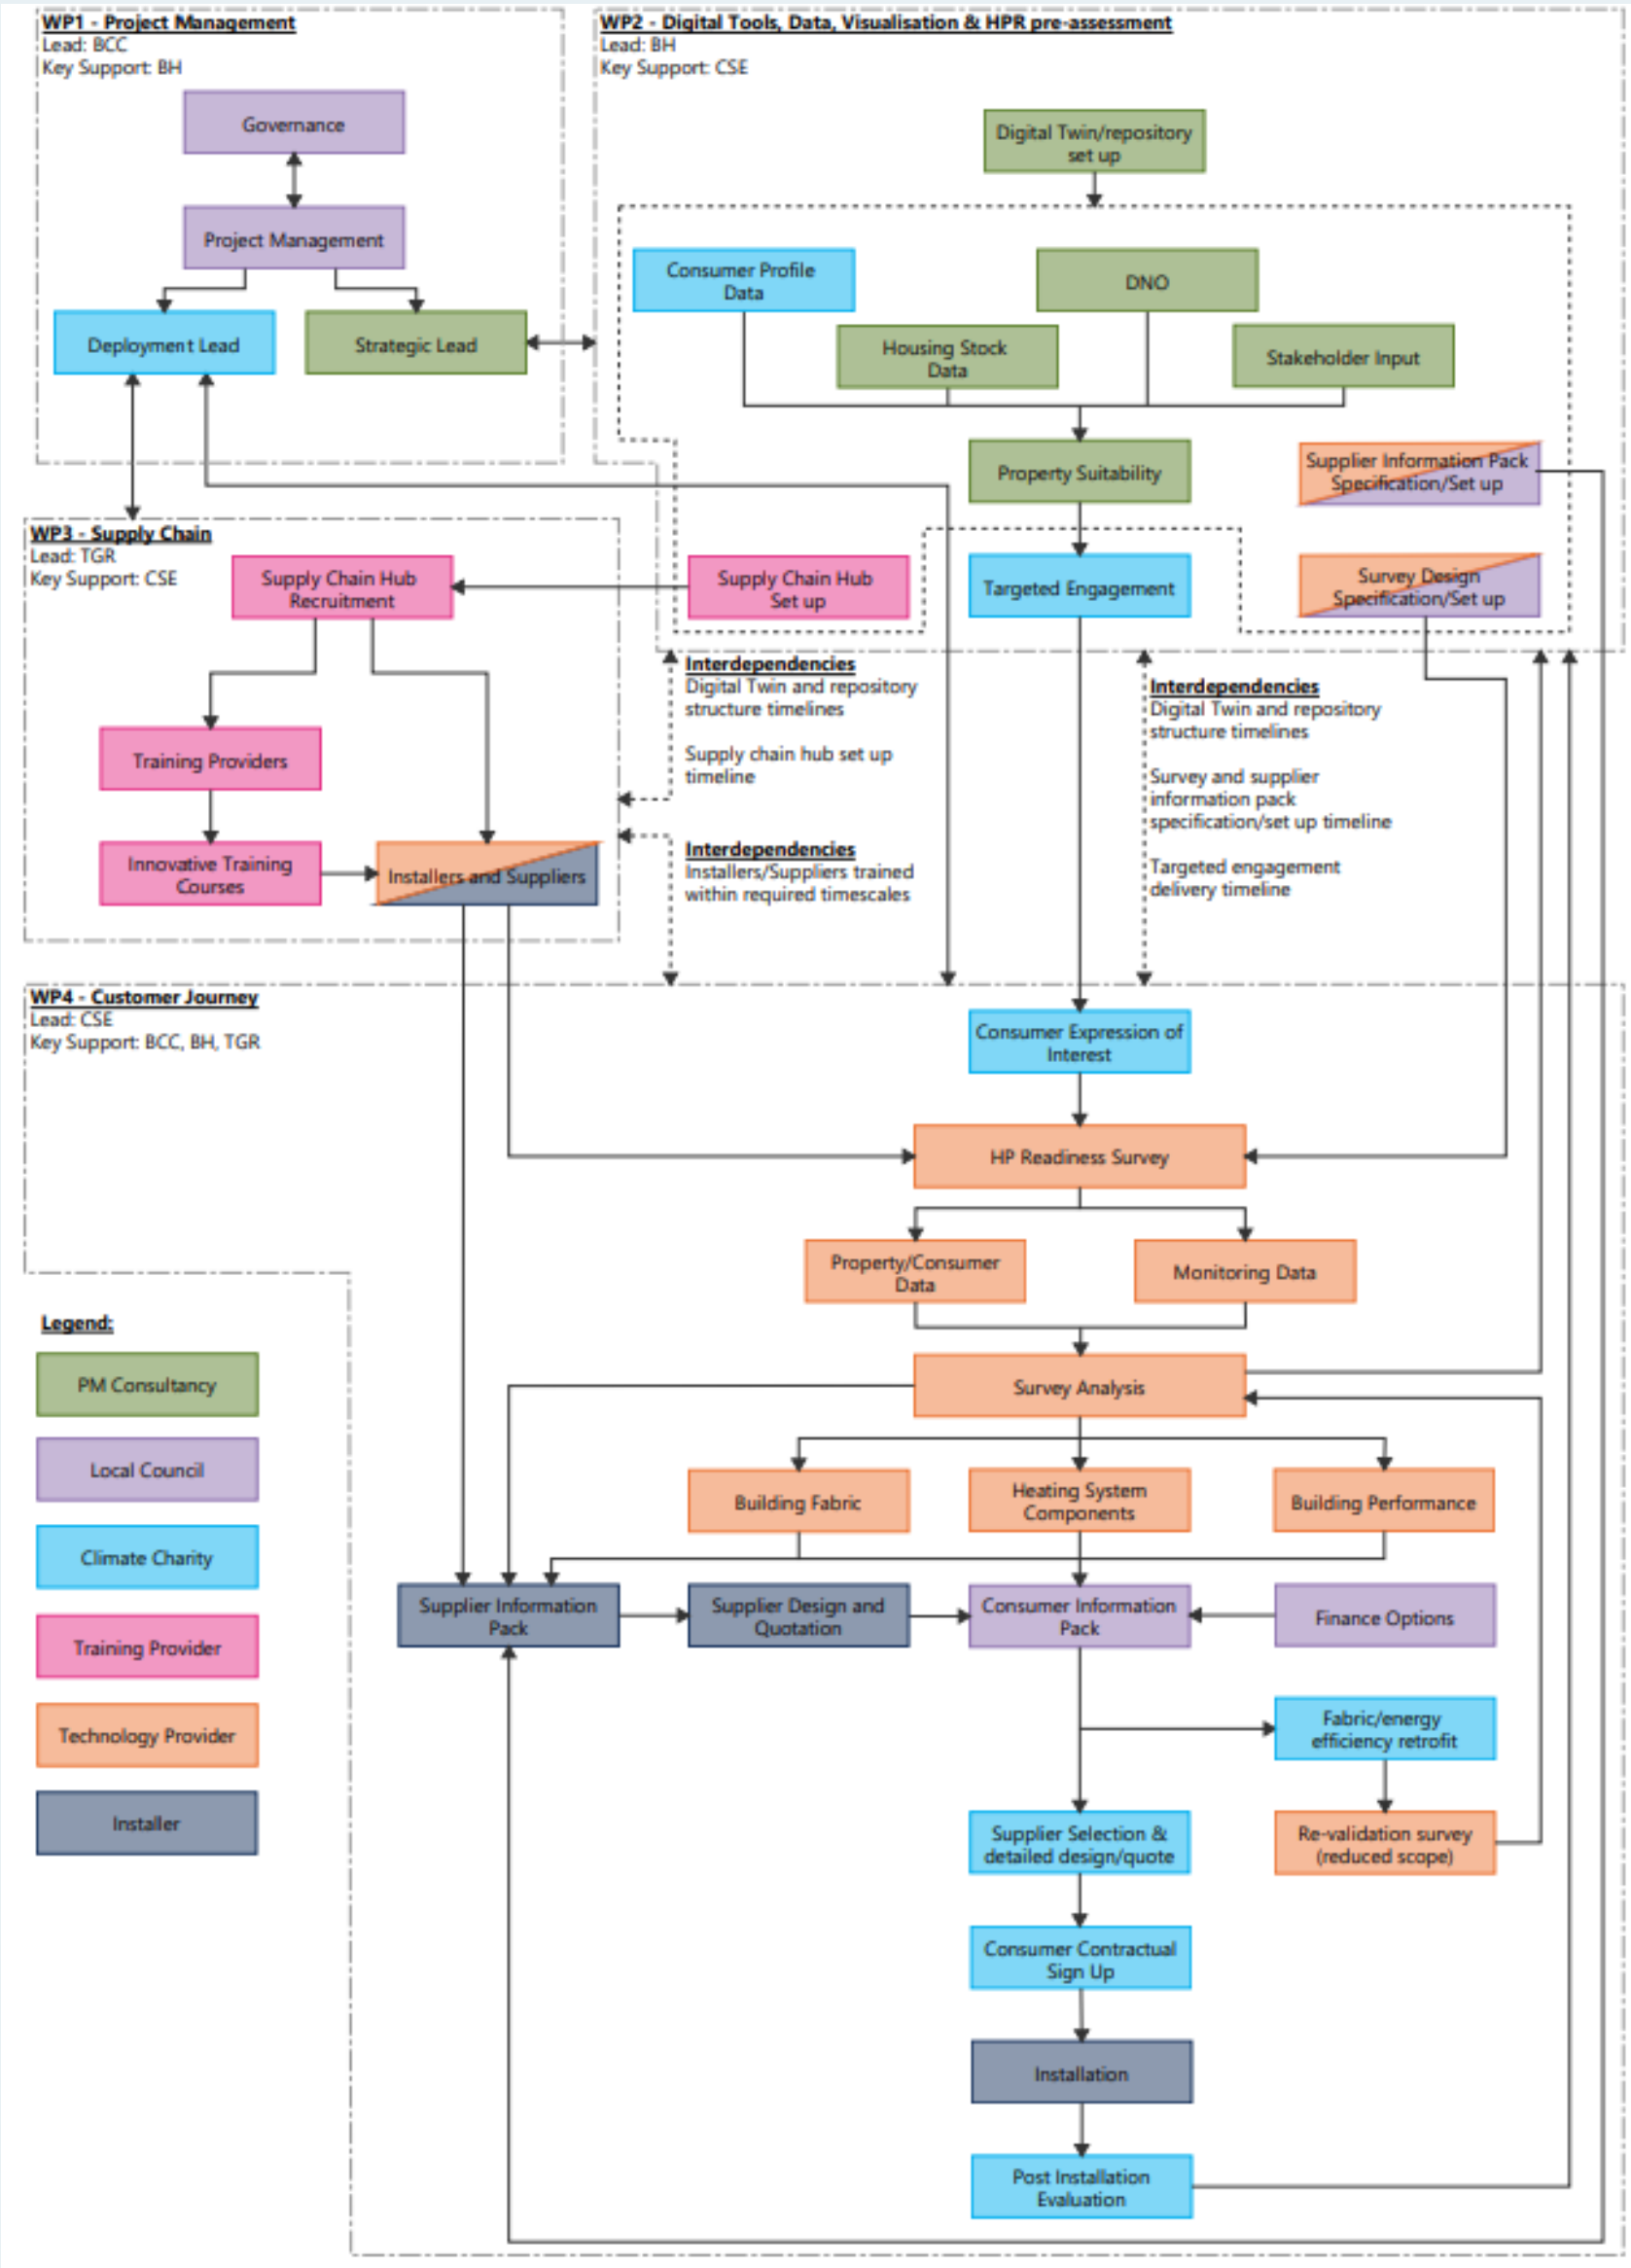 WP1 - Project Management
Lead: BCC
Key Support: BH
Governance
Project Management
Deployment Lead
Strategic Lead
WP2 - Digital Tools, Data, Visualisation & HPR pre-assessment
Lead: BH
Key Support: CSE
Digital Twin/repository
set up
Consumer Profile
Data
DNO
Housing Stock
Data
Stakeholder Input
Property Suitability
Supplier Information Pack
Specification/Set up
Supply Chain Hub
Set up
Targeted Engagement
Survey Design
Specification/Set up
WP3 - Supply Chain
Lead: TGR
Key Support: CSE
Supply Chain Hub
Recruitment
Training Providers
Innovative Training
Courses
Installers and Suppliers
Interdependencies
Digital Twin and repository
structure timelines
Supply chain hub set up
timeline
Interdependencies
Installers/Suppliers trained
within required timescales
Interdependencies
Digital Twin and repository
structure timelines
Survey and supplier
information pack
specification/set up timeline
Targeted engagement
delivery timeline
WP4 - Customer Journey
Lead: CSE
Key Support: BCC, BH, TGR
Consumer Expression of
Interest
HP Readiness Survey
Property/Consumer
Data
Monitoring Data
Survey Analysis
Building Fabric
Heating System
Components
Building Performance
Supplier Information
Pack
Supplier Design and
Quotation
Consumer Information
Pack
Finance Options
Fabric/energy
efficiency retrofit
Supplier Selection &
detailed design/quote
Re-validation survey
(reduced scope)
Consumer Contractual
Sign Up
Installation
Post Installation
Evaluation
Legend:
PM Consultancy
Local Council
Climate Charity
Training Provider
Technology Provider
Installer